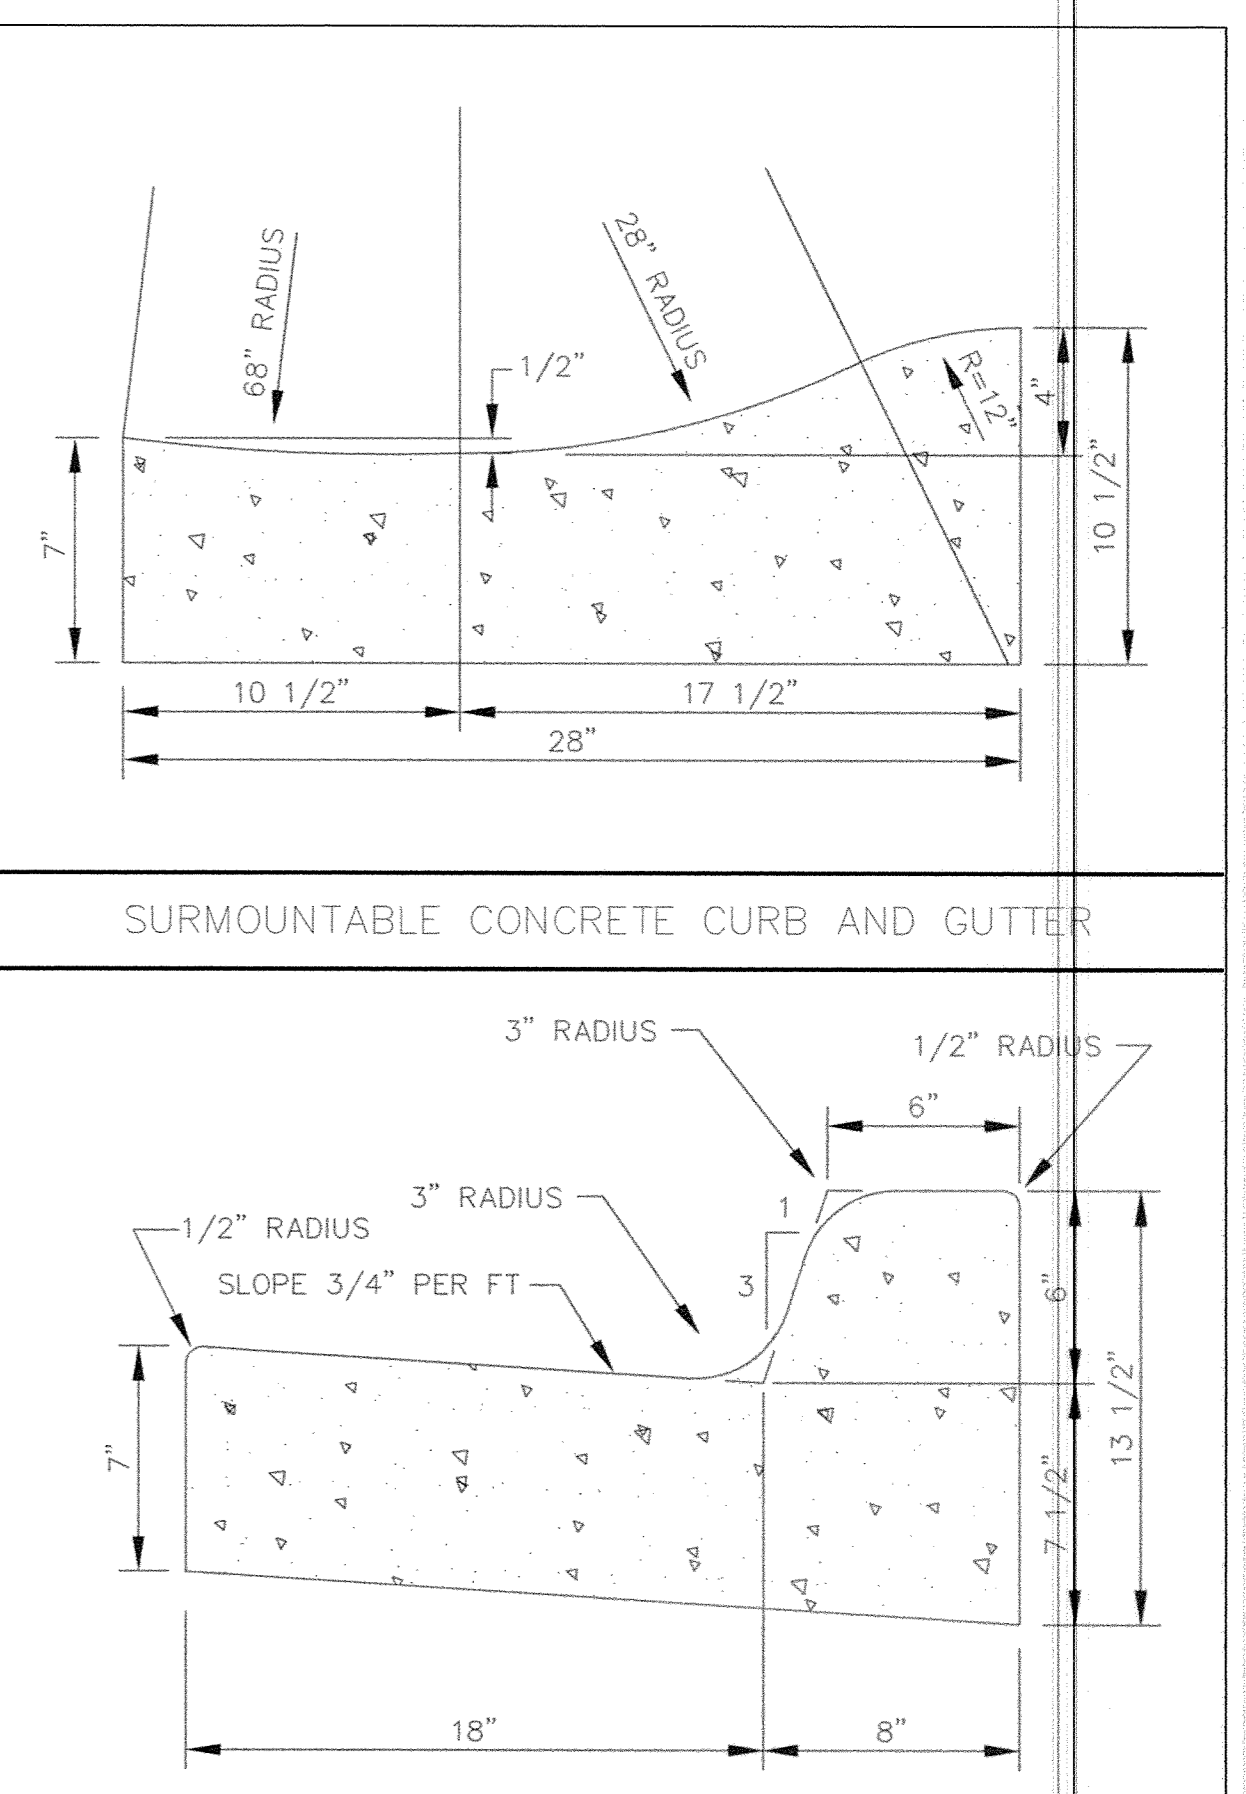 68" RADIUS
28" RADIUS
1/2"
R=12"
4"
10 1/2"
7"
10 1/2"
17 1/2"
28"
SURMOUNTABLE CONCRETE CURB AND GUTTER
3" RADIUS
1/2" RADIUS
6"
3" RADIUS
1
1/2" RADIUS
SLOPE 3/4" PER FT
3
6"
13 1/2"
7"
7 1/2"
18"
8"